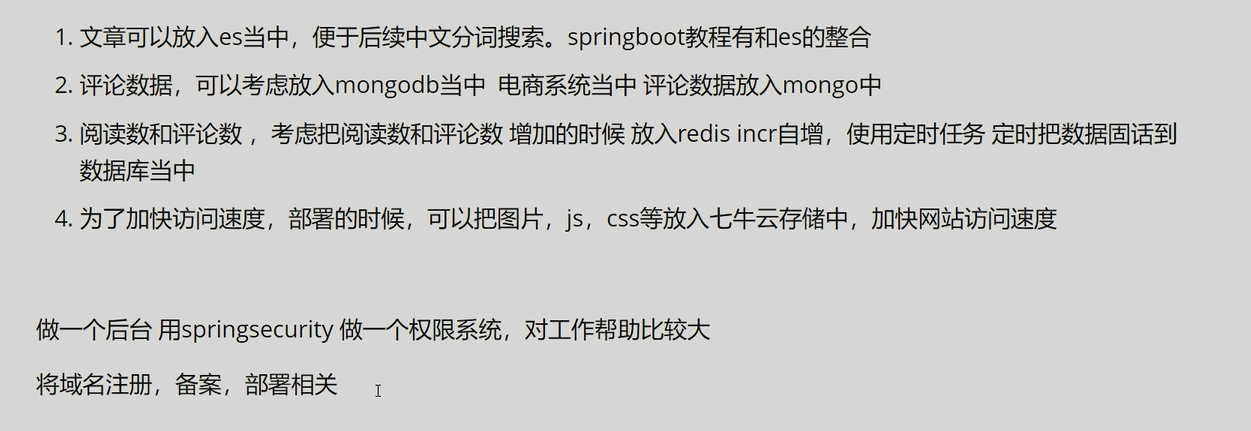 1. 文章可以放入es当中，便于后续中文分词搜索。springboot教程有和es的整合
2. 评论数据，可以考虑放入mongodb当中 电商系统当中 评论数据放入mongo中
3. 阅读数和评论数 ，考虑把阅读数和评论数 增加的时候 放入redis incr自增，使用定时任务 定时把数据固话到
数据库当中
4. 为了加快访问速度，部署的时候，可以把图片，js，css等放入七牛云存储中，加快网站访问速度
做一个后台 用springsecurity 做一个权限系统，对工作帮助比较大
将域名注册，备案，部署相关